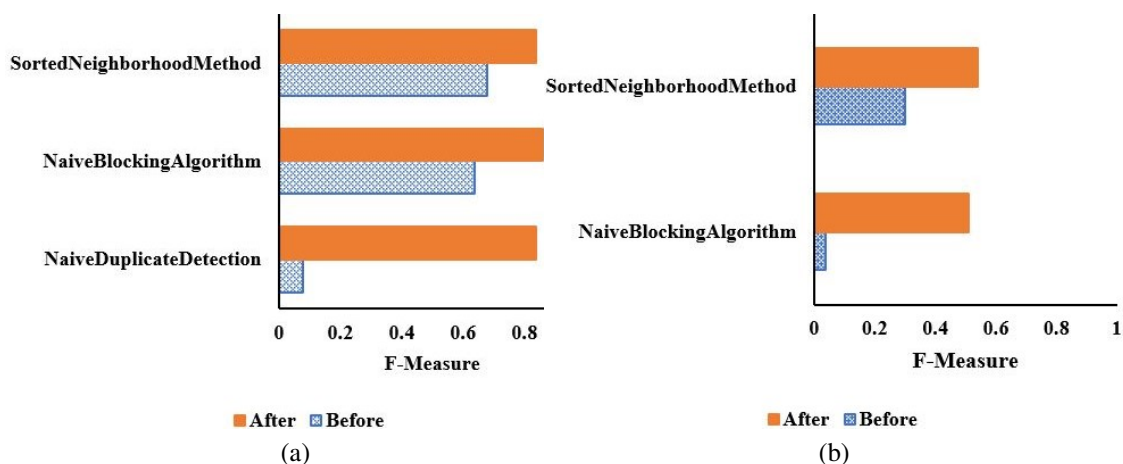 SortedNeighborhoodMethod
NaiveBlockingAlgorithm
NaiveDuplicateDetection
0 0.2 0.4 0.6 0.8
F-Measure
After Before
(a)
SortedNeighborhoodMethod
NaiveBlockingAlgorithm
0 0.2 0.4 0.6 0.8 1
F-Measure
After Before
(b)